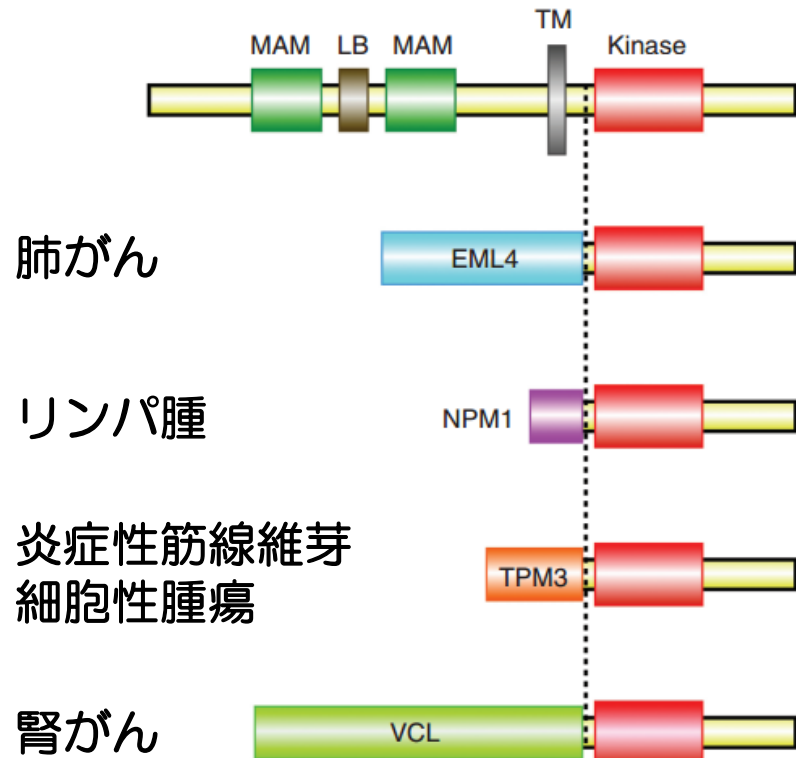 TM
MAM LB MAM Kinase
肺がん EML4
リンパ腫 NPM1
炎症性筋線維芽
細胞性腫瘍 TPM3
腎がん VCL